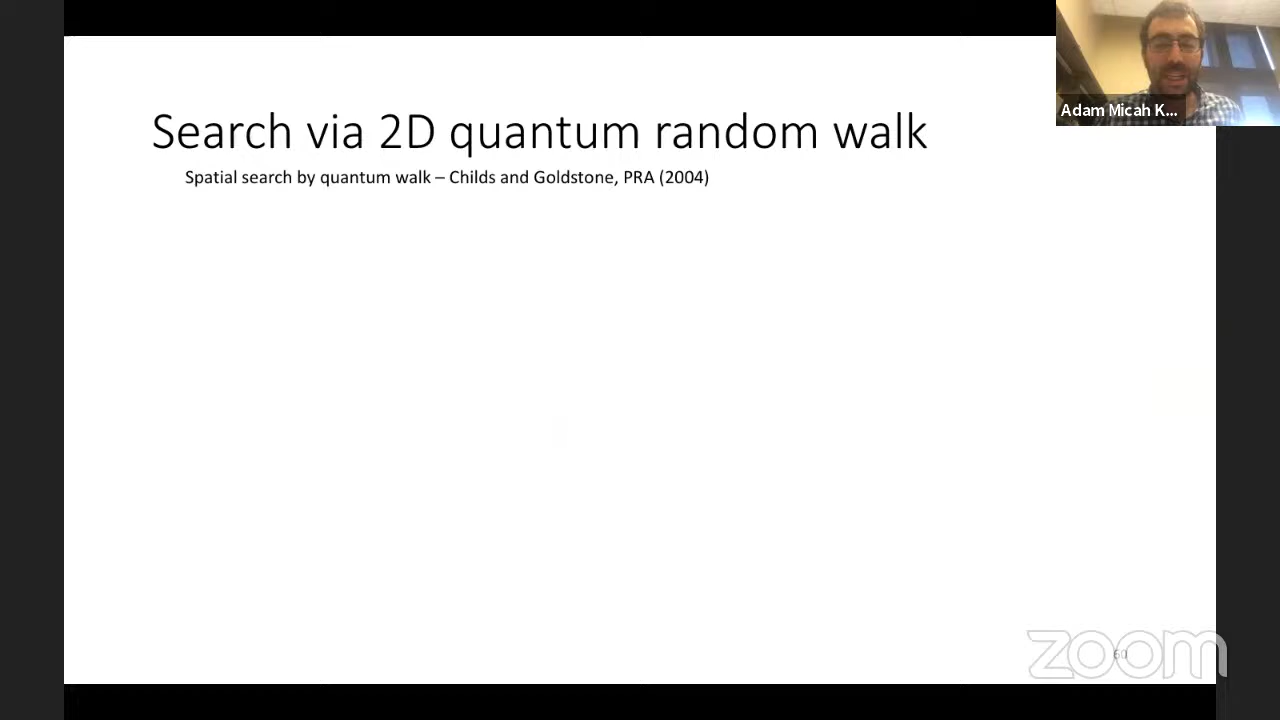 Search via 2D quantum random walk
Spatial search by quantum walk – Childs and Goldstone, PRA (2004)
Adam Micah K...
zoom
60